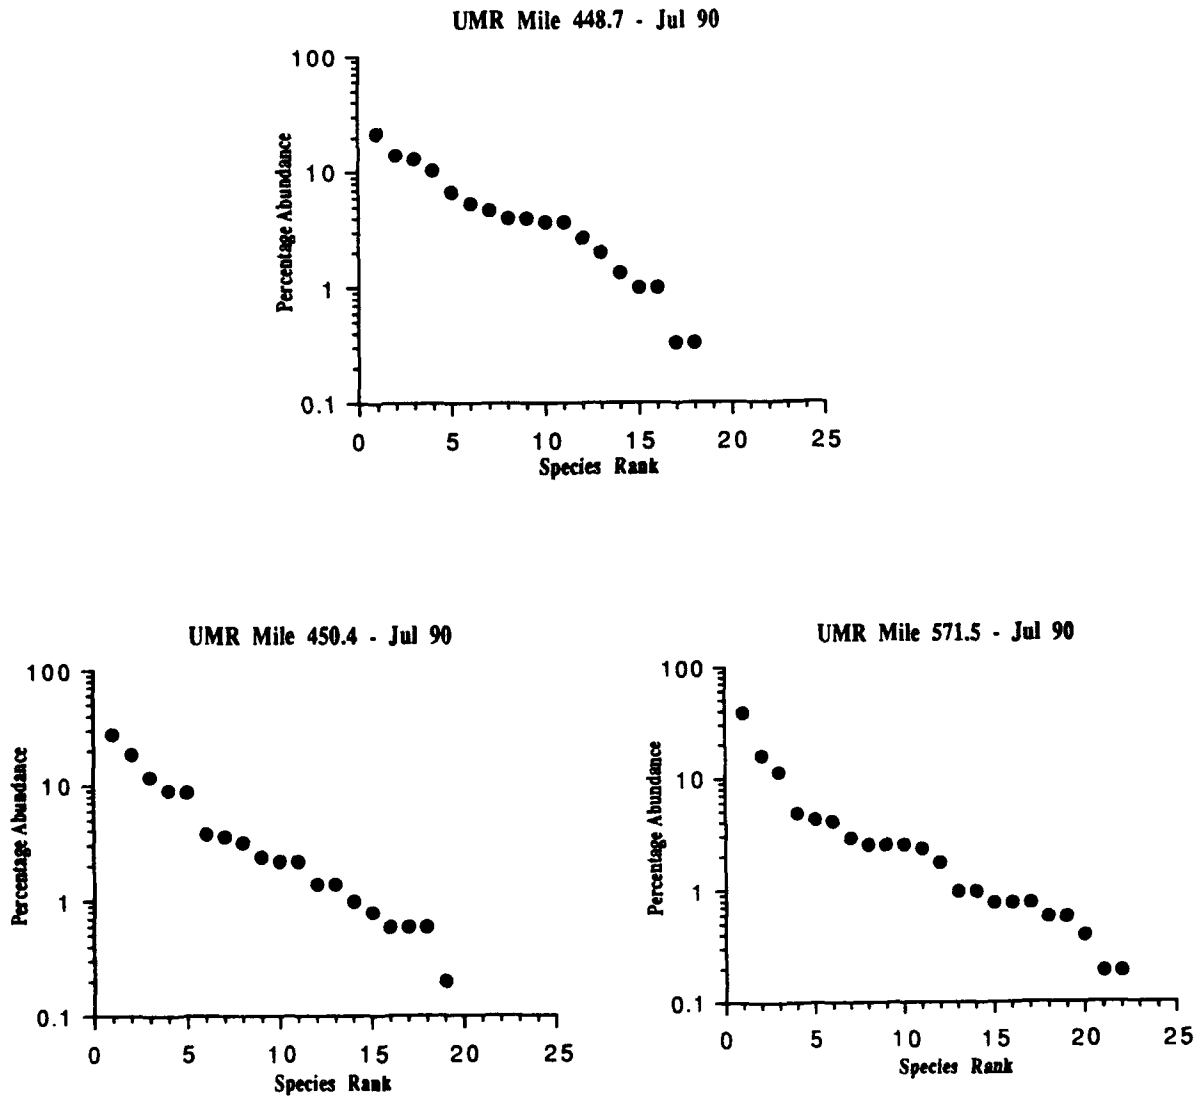 UMR Mile 448.7 - Jul 90
100
10
1
0.1
Percentage Abundance
0 5 10 15 20 25
Species Rank
UMR Mile 450.4 - Jul 90
100
10
1
0.1
Percentage Abundance
0 5 10 15 20 25
Species Rank
UMR Mile 571.5 - Jul 90
100
10
1
0.1
Percentage Abundance
0 5 10 15 20 25
Species Rank